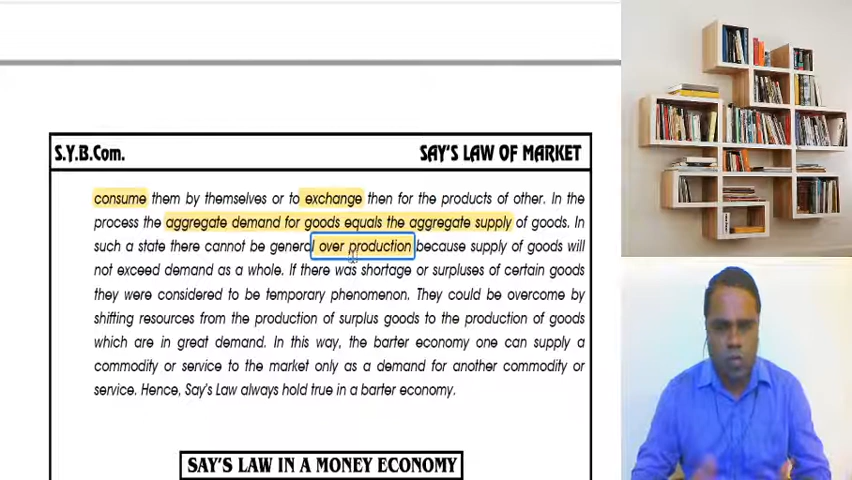 S.Y.B.Com. SAY'S LAW OF MARKET
consume them by themselves or to exchange then for the products of other. In the
process the aggregate demand for goods equals the aggregate supply of goods. In
such a state there cannot be general over production because supply of goods will
not exceed demand as a whole. If there was shortage or surpluses of certain goods
they were considered to be temporary phenomenon. They could be overcome by
shifting resources from the production of surplus goods to the production of goods
which are in great demand. In this way, the barter economy one can supply a
commodity or service to the market only as a demand for another commodity or
service. Hence, Say's Law always hold true in a barter economy.
SAY'S LAW IN A MONEY ECONOMY